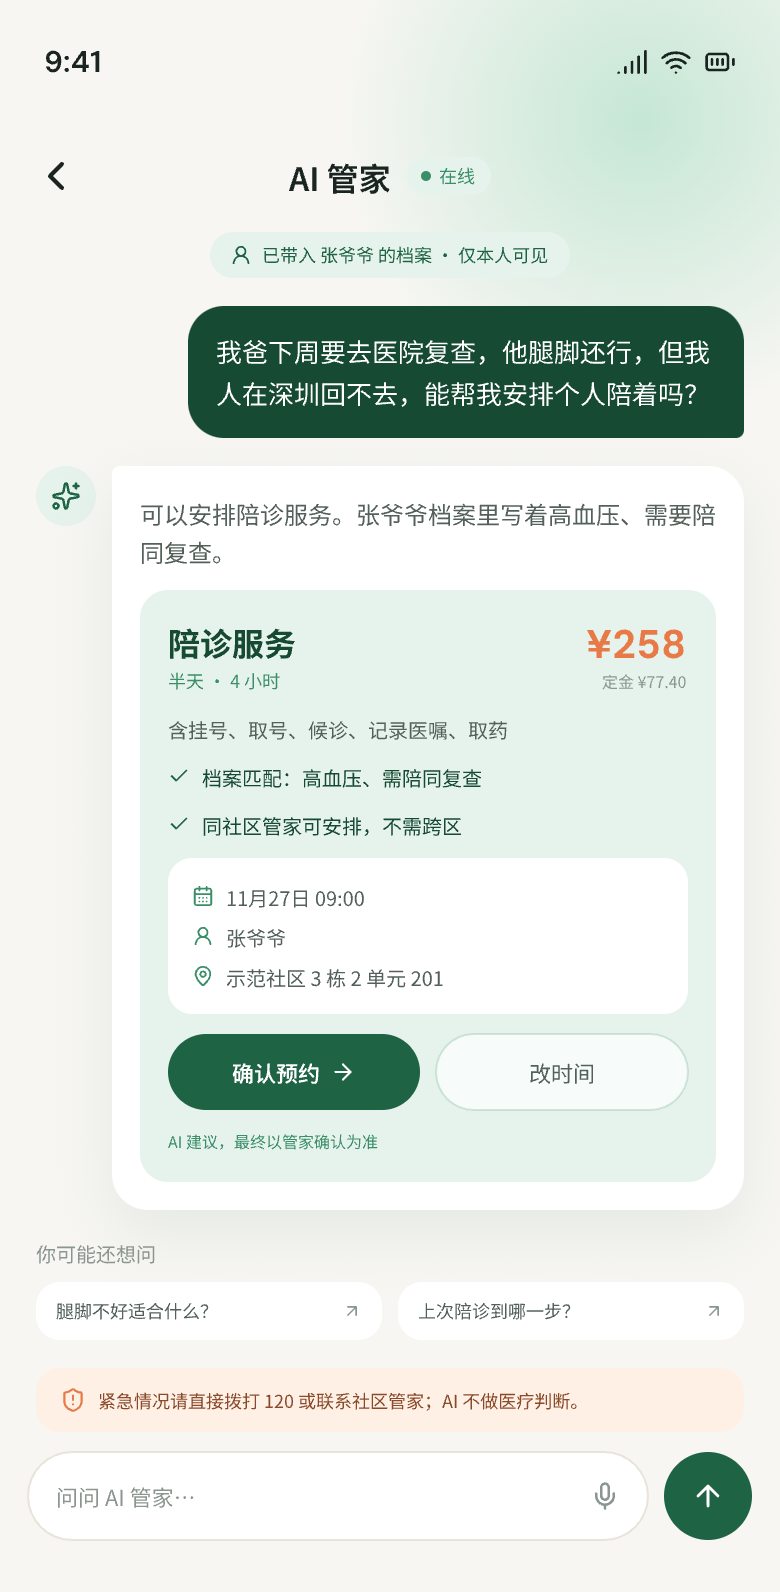 9:41
AI 管家
在线
已带入 张爷爷 的档案 · 仅本人可见
我爸下周要去医院复查，他腿脚还行，但我
人在深圳回不去，能帮我安排个人陪着吗？
可以安排陪诊服务。张爷爷档案里写着高血压、需要陪
同复查。
陪诊服务
¥258
半天 · 4 小时
定金 ¥77.40
含挂号、取号、候诊、记录医嘱、取药
档案匹配：高血压、需陪同复查
同社区管家可安排，不需跨区
11月27日 09:00
张爷爷
示范社区 3 栋 2 单元 201
确认预约
改时间
AI 建议，最终以管家确认为准
你可能还想问
腿脚不好适合什么？
上次陪诊到哪一步？
紧急情况请直接拨打 120 或联系社区管家；AI 不做医疗判断。
问问 AI 管家…